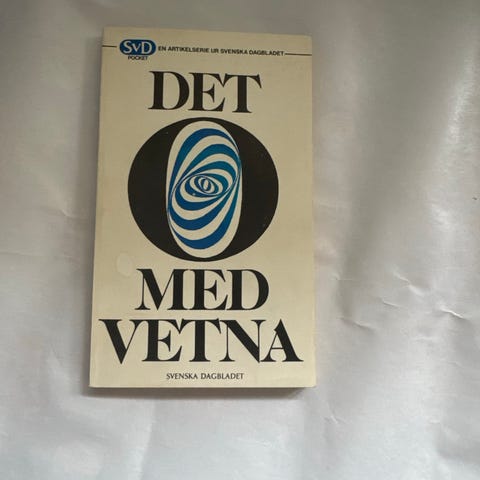 SvD EN ARTIKELSERIE UR SVENSKA DAGBLADET
POCKET
DET
O
MED
VETNA
SVENSKA DAGBLADET